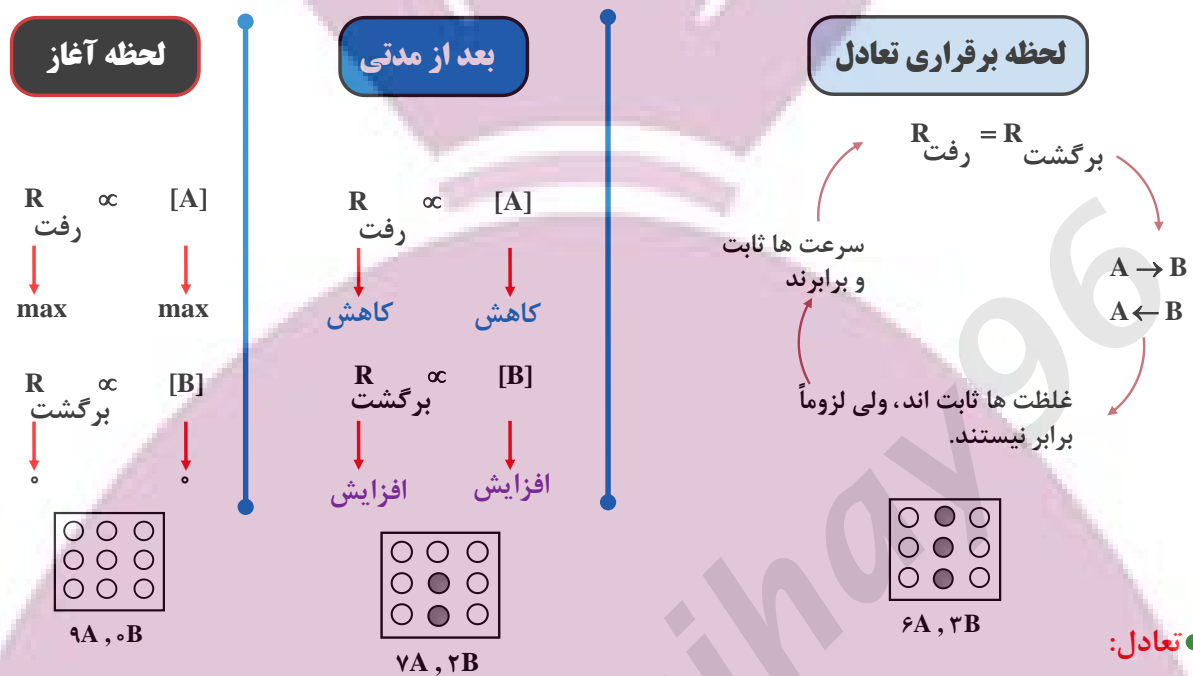 لحظه آغاز
R رفت ∝ [A]
max max
R برگشت ∝ [B]
° °
۹A , ۰B
بعد از مدتی
R رفت ∝ [A]
کاهش کاهش
R برگشت ∝ [B]
افزایش افزایش
۷A , ۲B
لحظه برقراری تعادل
R رفت = R برگشت
A → B
A ← B
غلظت ها ثابت اند، ولی لزوماً
برابر نیستند.
سرعت ها ثابت
و برابرند
۶A , ۳B
تعادل: